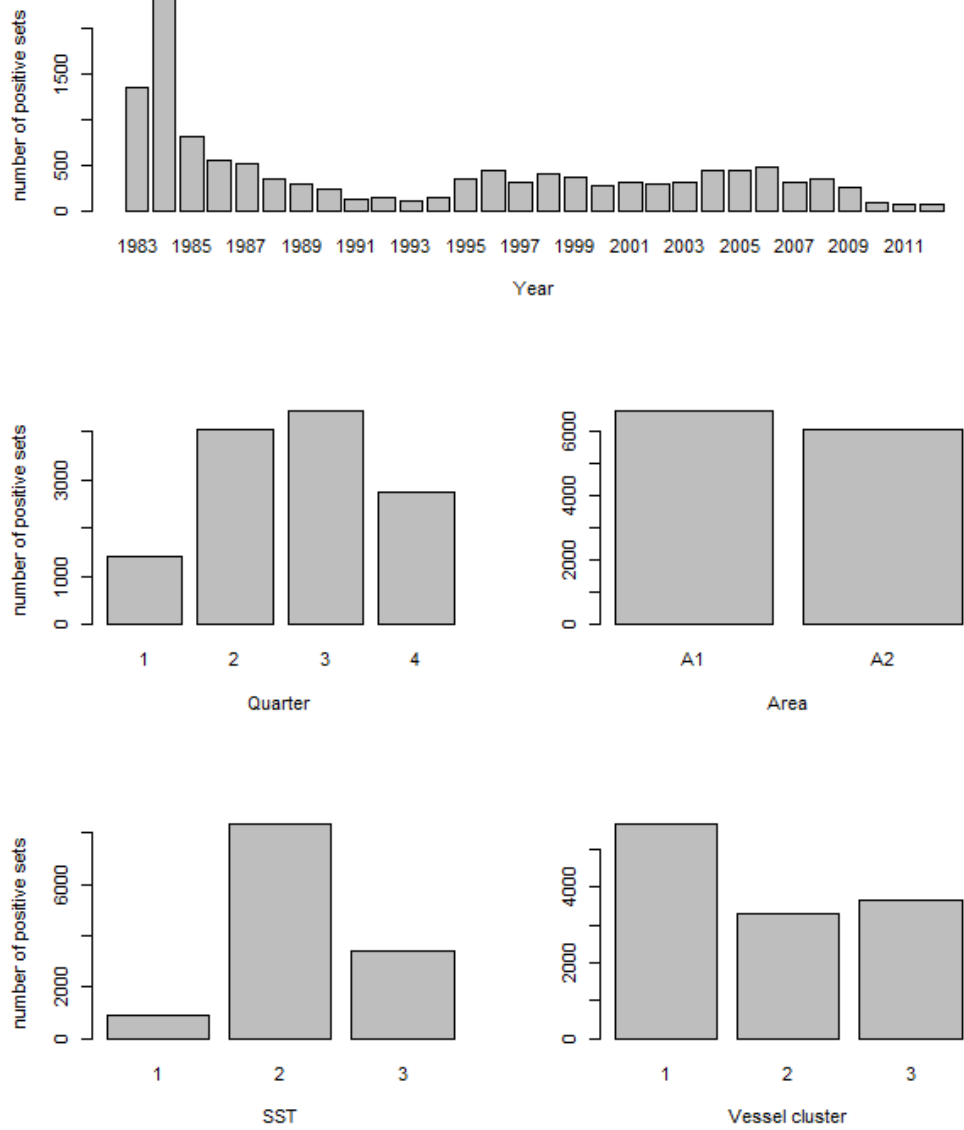 number of positive sets
1500
500
0
1983 1985 1987 1989 1991 1993 1995 1997 1999 2001 2003 2005 2007 2009 2011
Year
number of positive sets
3000
1000
0
1 2 3 4
Quarter
6000
4000
2000
0
A1 A2
Area
number of positive sets
6000
2000
0
1 2 3
SST
4000
2000
0
1 2 3
Vessel cluster